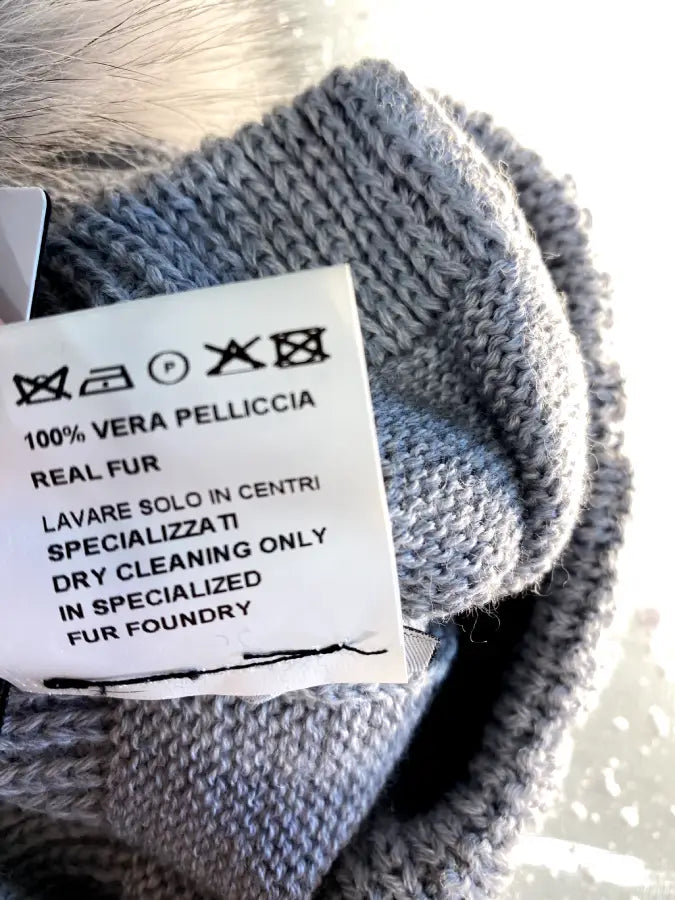 P
100% VERA PELLICCIA
REAL FUR
LAVARE SOLO IN CENTRI
SPECIALIZZATI
DRY CLEANING ONLY
IN SPECIALIZED
FUR FOUNDRY